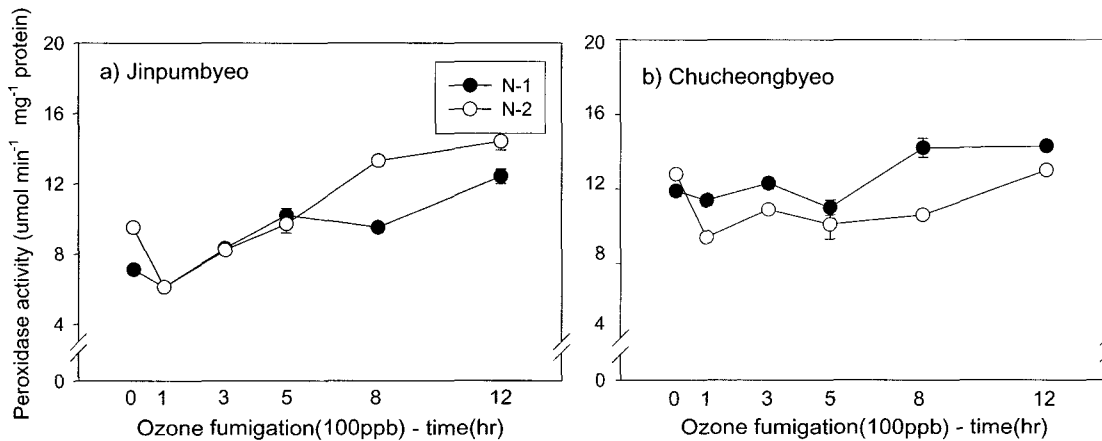 Peroxidase activity (umol min-1 mg-1 protein)
a) Jinpumbyeo
N-1
N-2
20
16
12
8
4
0
0 1 3 5 8 12
Ozone fumigation(100ppb) - time(hr)
b) Chucheongbyeo
20
16
12
8
4
0
0 1 3 5 8 12
Ozone fumigation(100ppb) - time(hr)